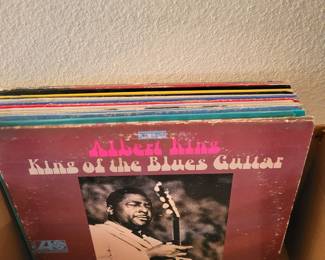 Albert King
King of the Blues Guitar